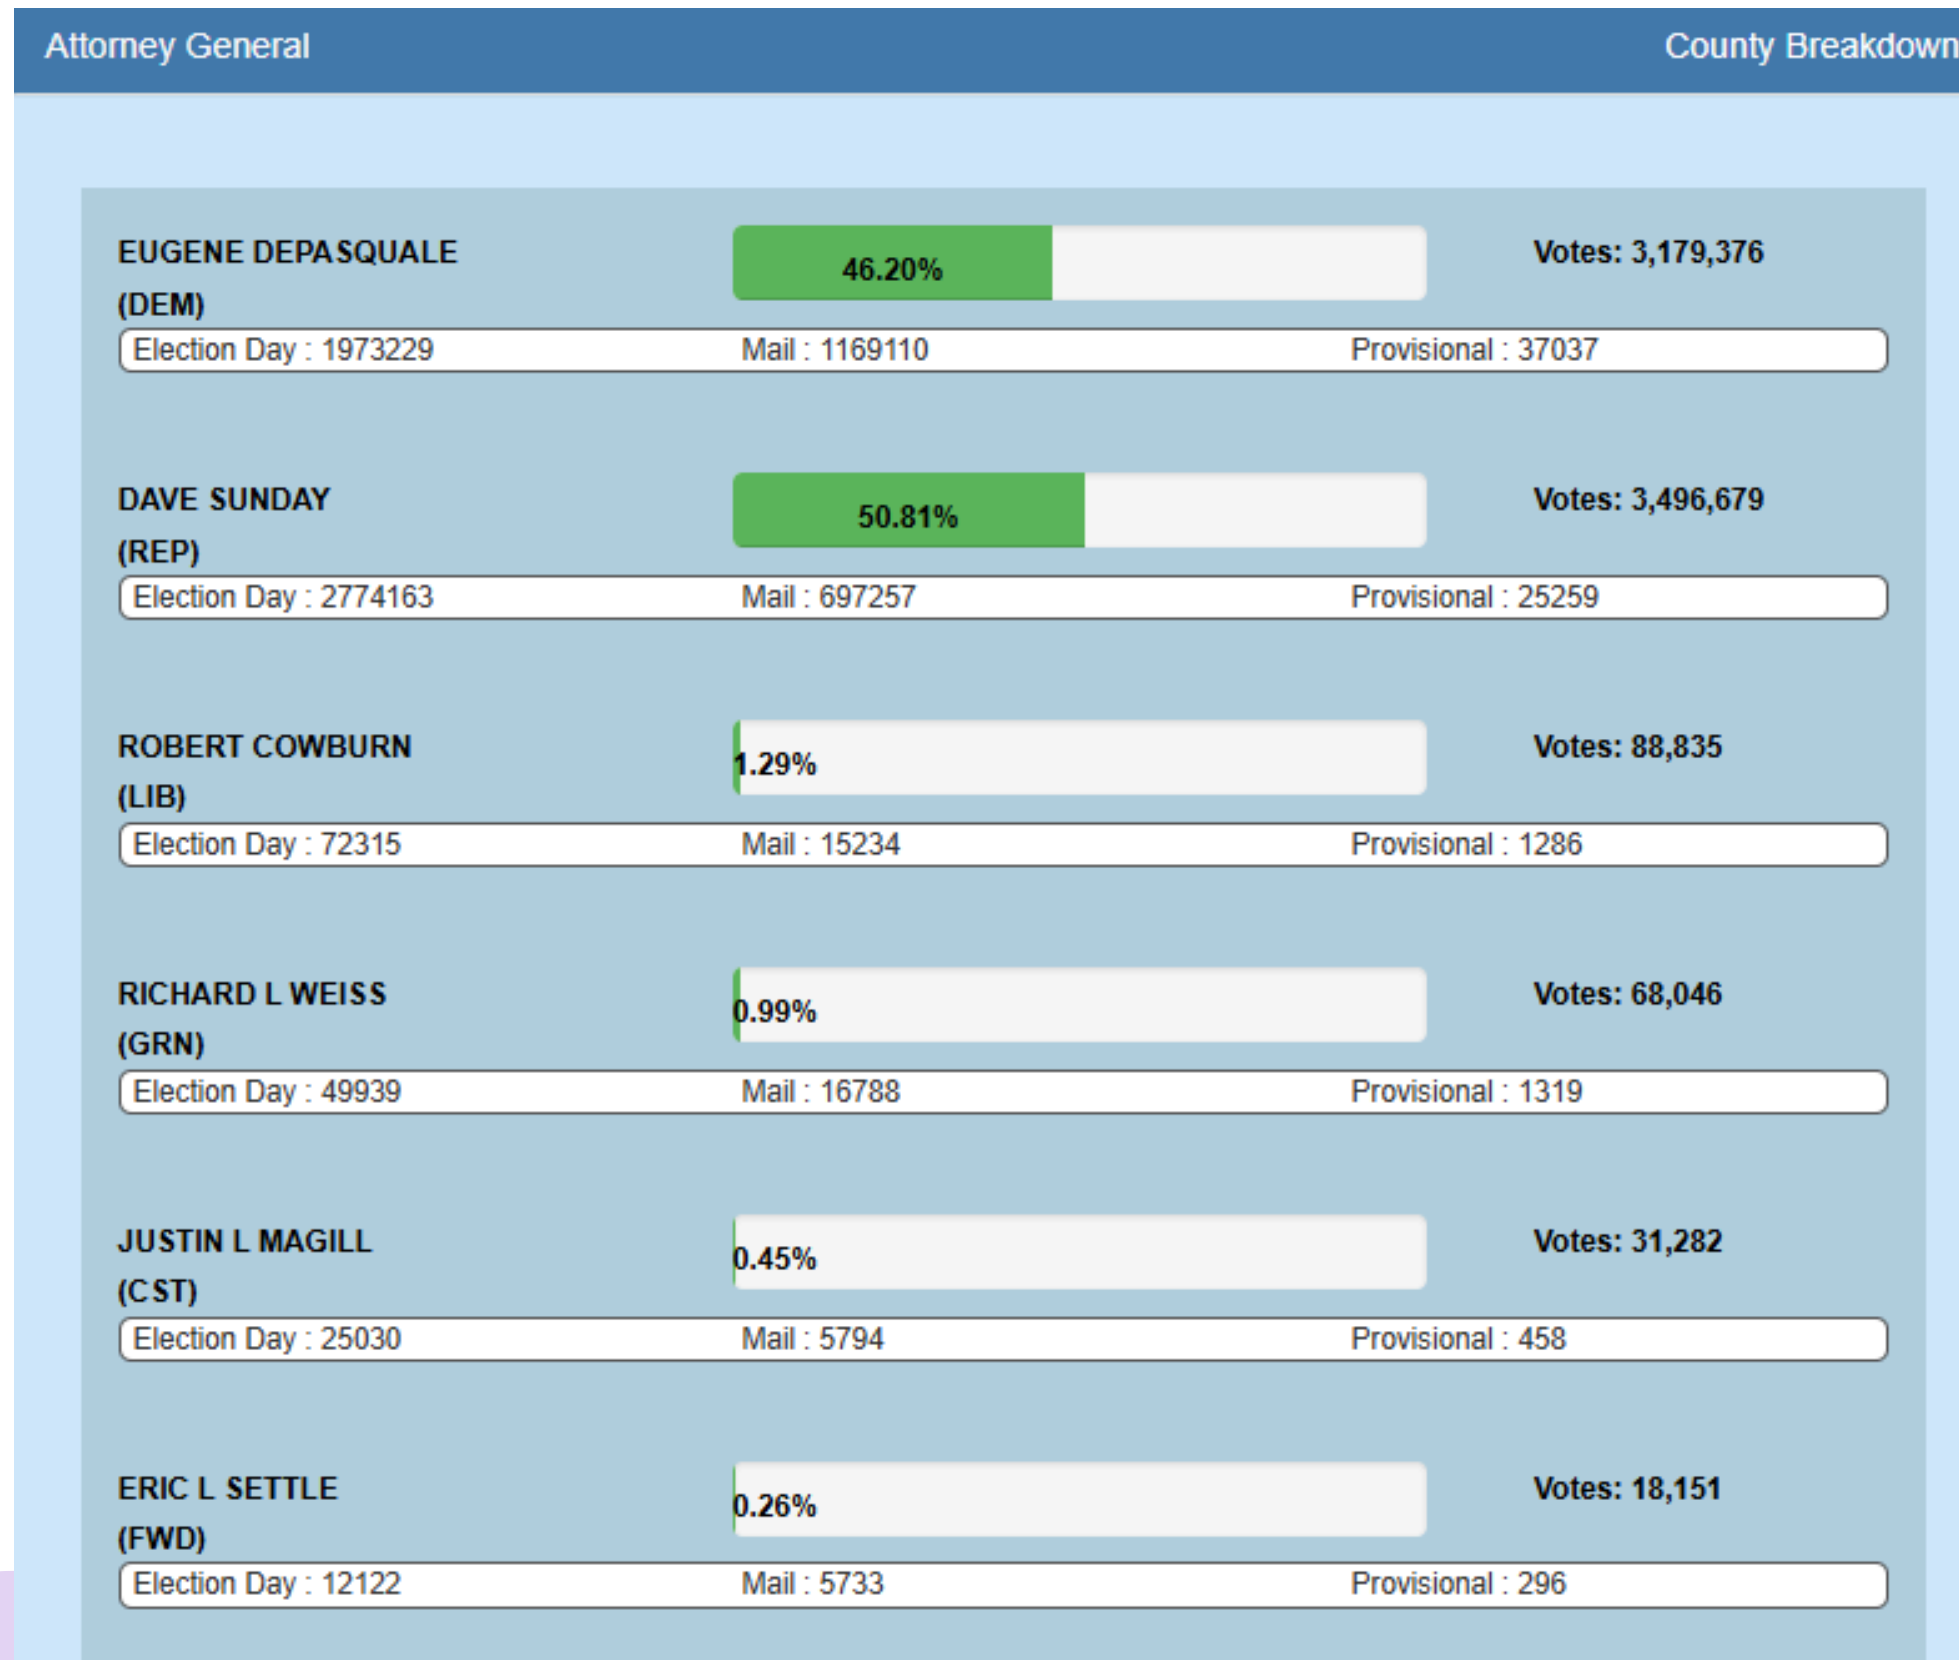 Attorney General County Breakdown
EUGENE DEPASQUALE 46.20% Votes: 3,179,376
(DEM)
Election Day : 1973229 Mail : 1169110 Provisional : 37037
DAVE SUNDAY 50.81% Votes: 3,496,679
(REP)
Election Day : 2774163 Mail : 697257 Provisional : 25259
ROBERT COWBURN 1.29% Votes: 88,835
(LIB)
Election Day : 72315 Mail : 15234 Provisional : 1286
RICHARD L WEISS 0.99% Votes: 68,046
(GRN)
Election Day : 49939 Mail : 16788 Provisional : 1319
JUSTIN L MAGILL 0.45% Votes: 31,282
(CST)
Election Day : 25030 Mail : 5794 Provisional : 458
ERIC L SETTLE 0.26% Votes: 18,151
(FWD)
Election Day : 12122 Mail : 5733 Provisional : 296